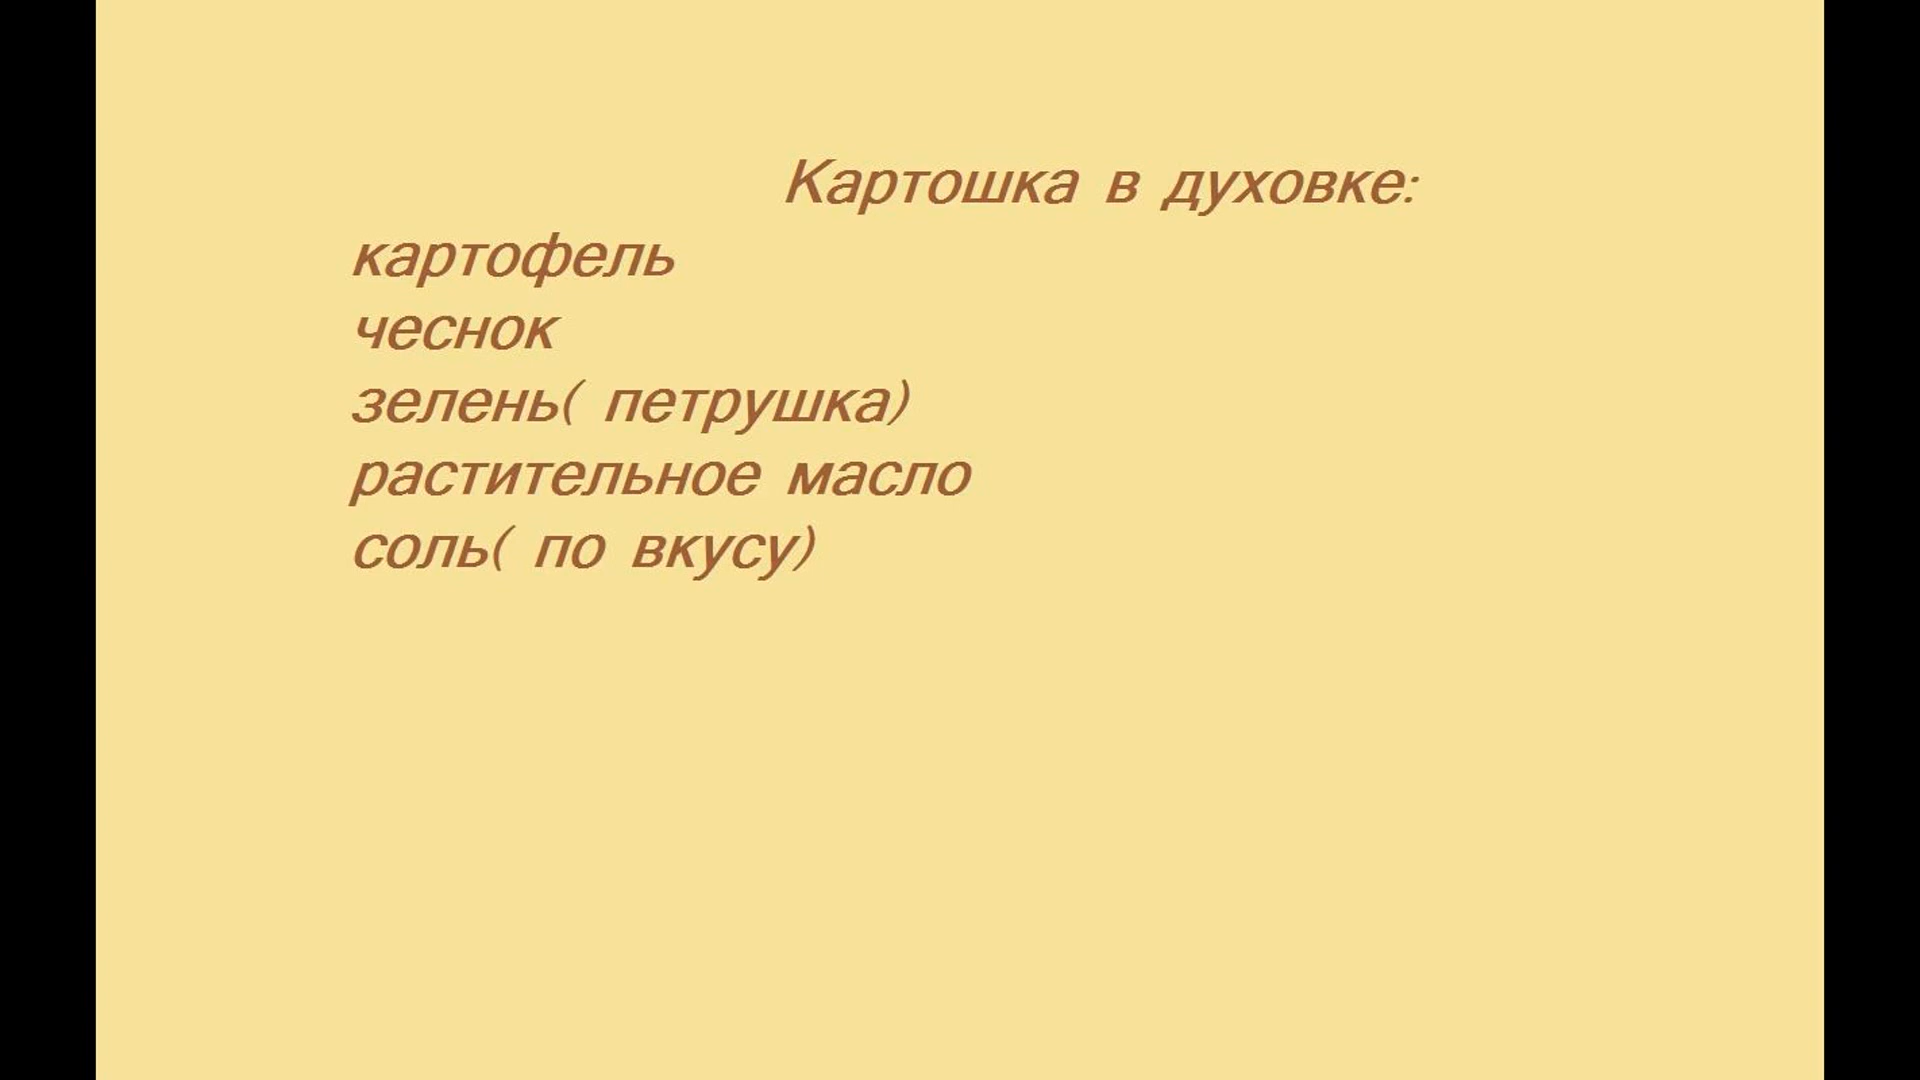 Картошка в духовке:
картофель
чеснок
зелень( петрушка)
растительное масло
соль( по вкусу)